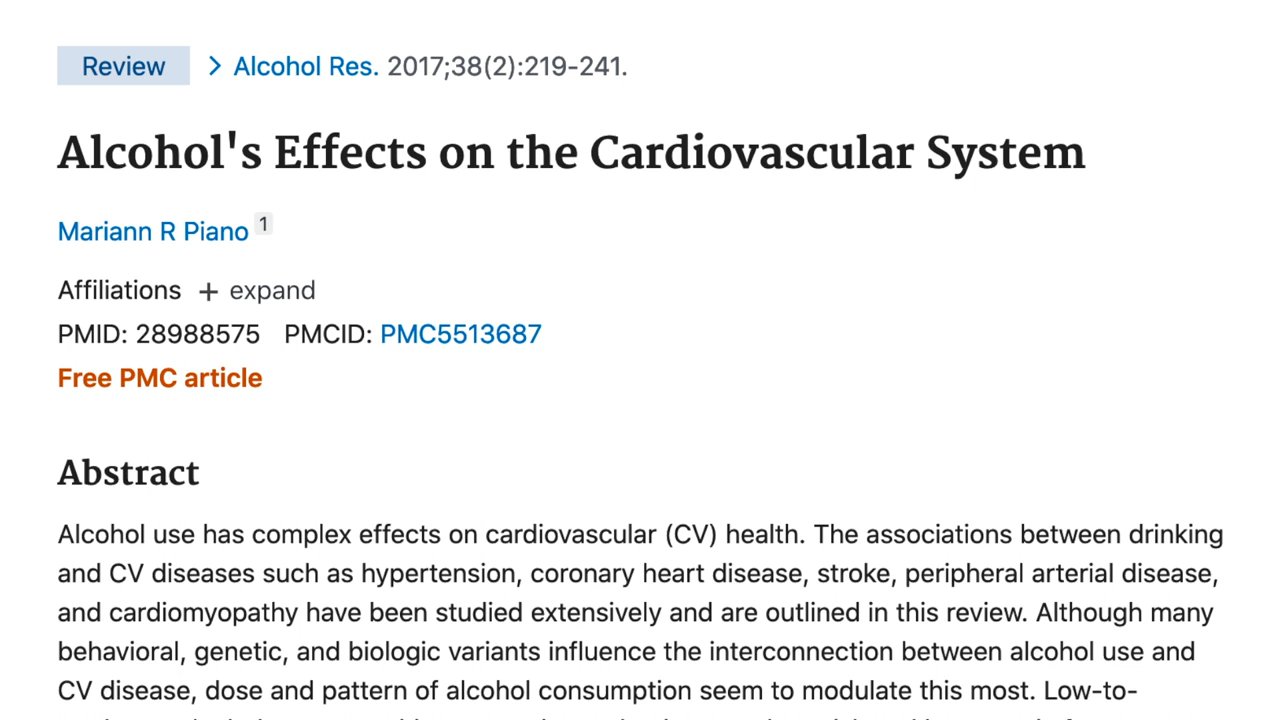 Review > Alcohol Res. 2017;38(2):219-241.
Alcohol's Effects on the Cardiovascular System
Mariann R Piano 1
Affiliations + expand
PMID: 28988575 PMCID: PMC5513687
Free PMC article
Abstract
Alcohol use has complex effects on cardiovascular (CV) health. The associations between drinking
and CV diseases such as hypertension, coronary heart disease, stroke, peripheral arterial disease,
and cardiomyopathy have been studied extensively and are outlined in this review. Although many
behavioral, genetic, and biologic variants influence the interconnection between alcohol use and
CV disease, dose and pattern of alcohol consumption seem to modulate this most. Low-to-